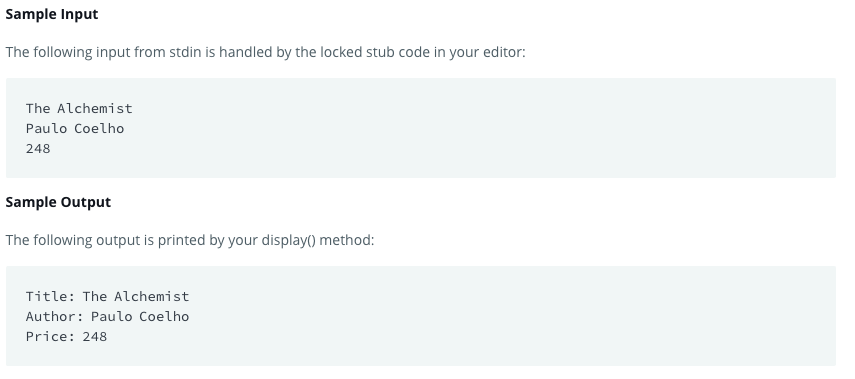 Sample Input
The following input from stdin is handled by the locked stub code in your editor:
The Alchemist
Paulo Coelho
248
Sample Output
The following output is printed by your display() method:
Title: The Alchemist
Author: Paulo Coelho
Price: 248